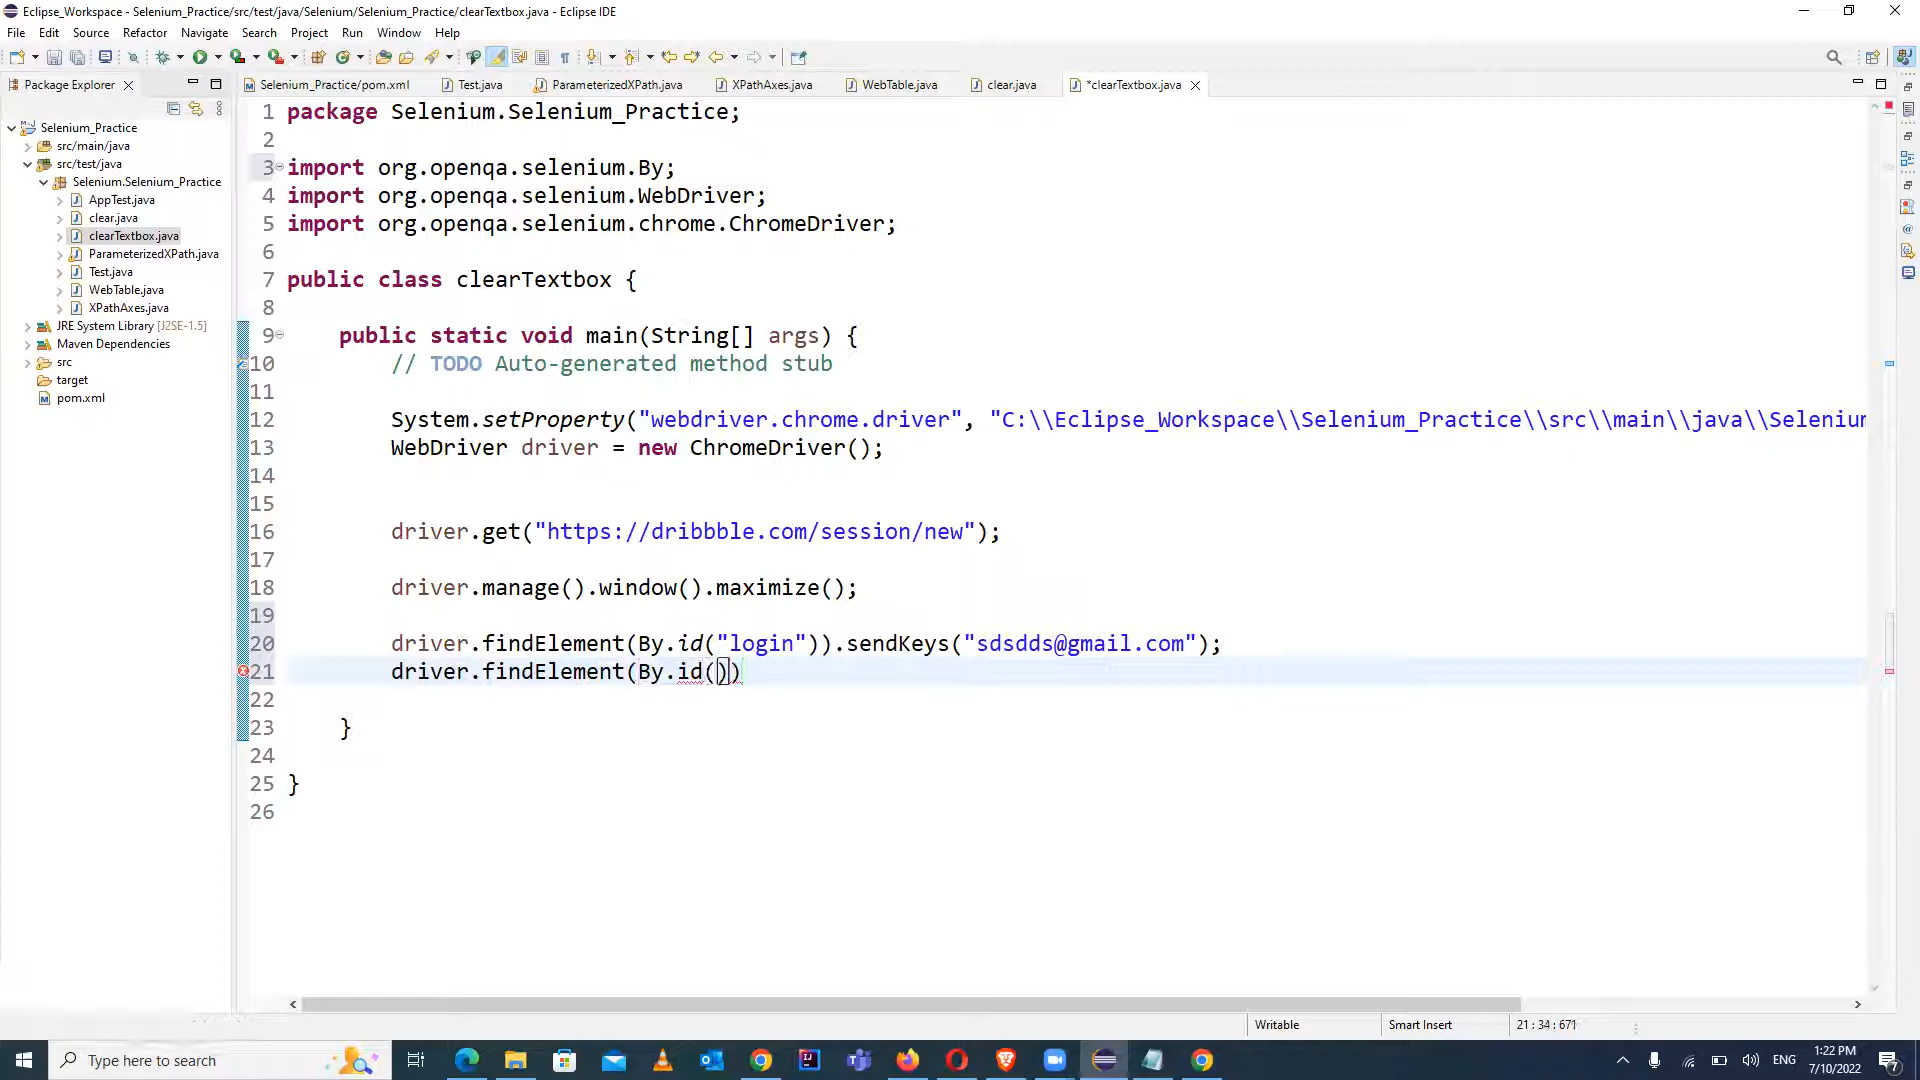 Eclipse_Workspace - Selenium_Practice/src/test/java/Selenium/Selenium_Practice/clearTextbox.java - Eclipse IDE
File Edit Source Refactor Navigate Search Project Run Window Help
Package Explorer
Selenium_Practice/pom.xml Test.java ParameterizedXPath.java XPathAxes.java WebTable.java clear.java *clearTextbox.java
Selenium_Practice
src/main/java
src/test/java
Selenium.Selenium_Practice
AppTest.java
clear.java
clearTextbox.java
ParameterizedXPath.java
Test.java
WebTable.java
XPathAxes.java
JRE System Library [J2SE-1.5]
Maven Dependencies
src
target
pom.xml
1 package Selenium.Selenium_Practice;
2
3 import org.openqa.selenium.By;
4 import org.openqa.selenium.WebDriver;
5 import org.openqa.selenium.chrome.ChromeDriver;
6
7 public class clearTextbox {
8
9 public static void main(String[] args) {
10 // TODO Auto-generated method stub
11
12 System.setProperty("webdriver.chrome.driver", "C:\\Eclipse_Workspace\\Selenium_Practice\\src\\main\\java\\Selenium
13 WebDriver driver = new ChromeDriver();
14
15
16 driver.get("https://dribbble.com/session/new");
17
18 driver.manage().window().maximize();
19
20 driver.findElement(By.id("login")).sendKeys("sdsdds@gmail.com");
21 driver.findElement(By.id())
22
23 }
24
25 }
26
Writable Smart Insert 21 : 34 : 671
Type here to search
ENG
1:22 PM
7/10/2022
7